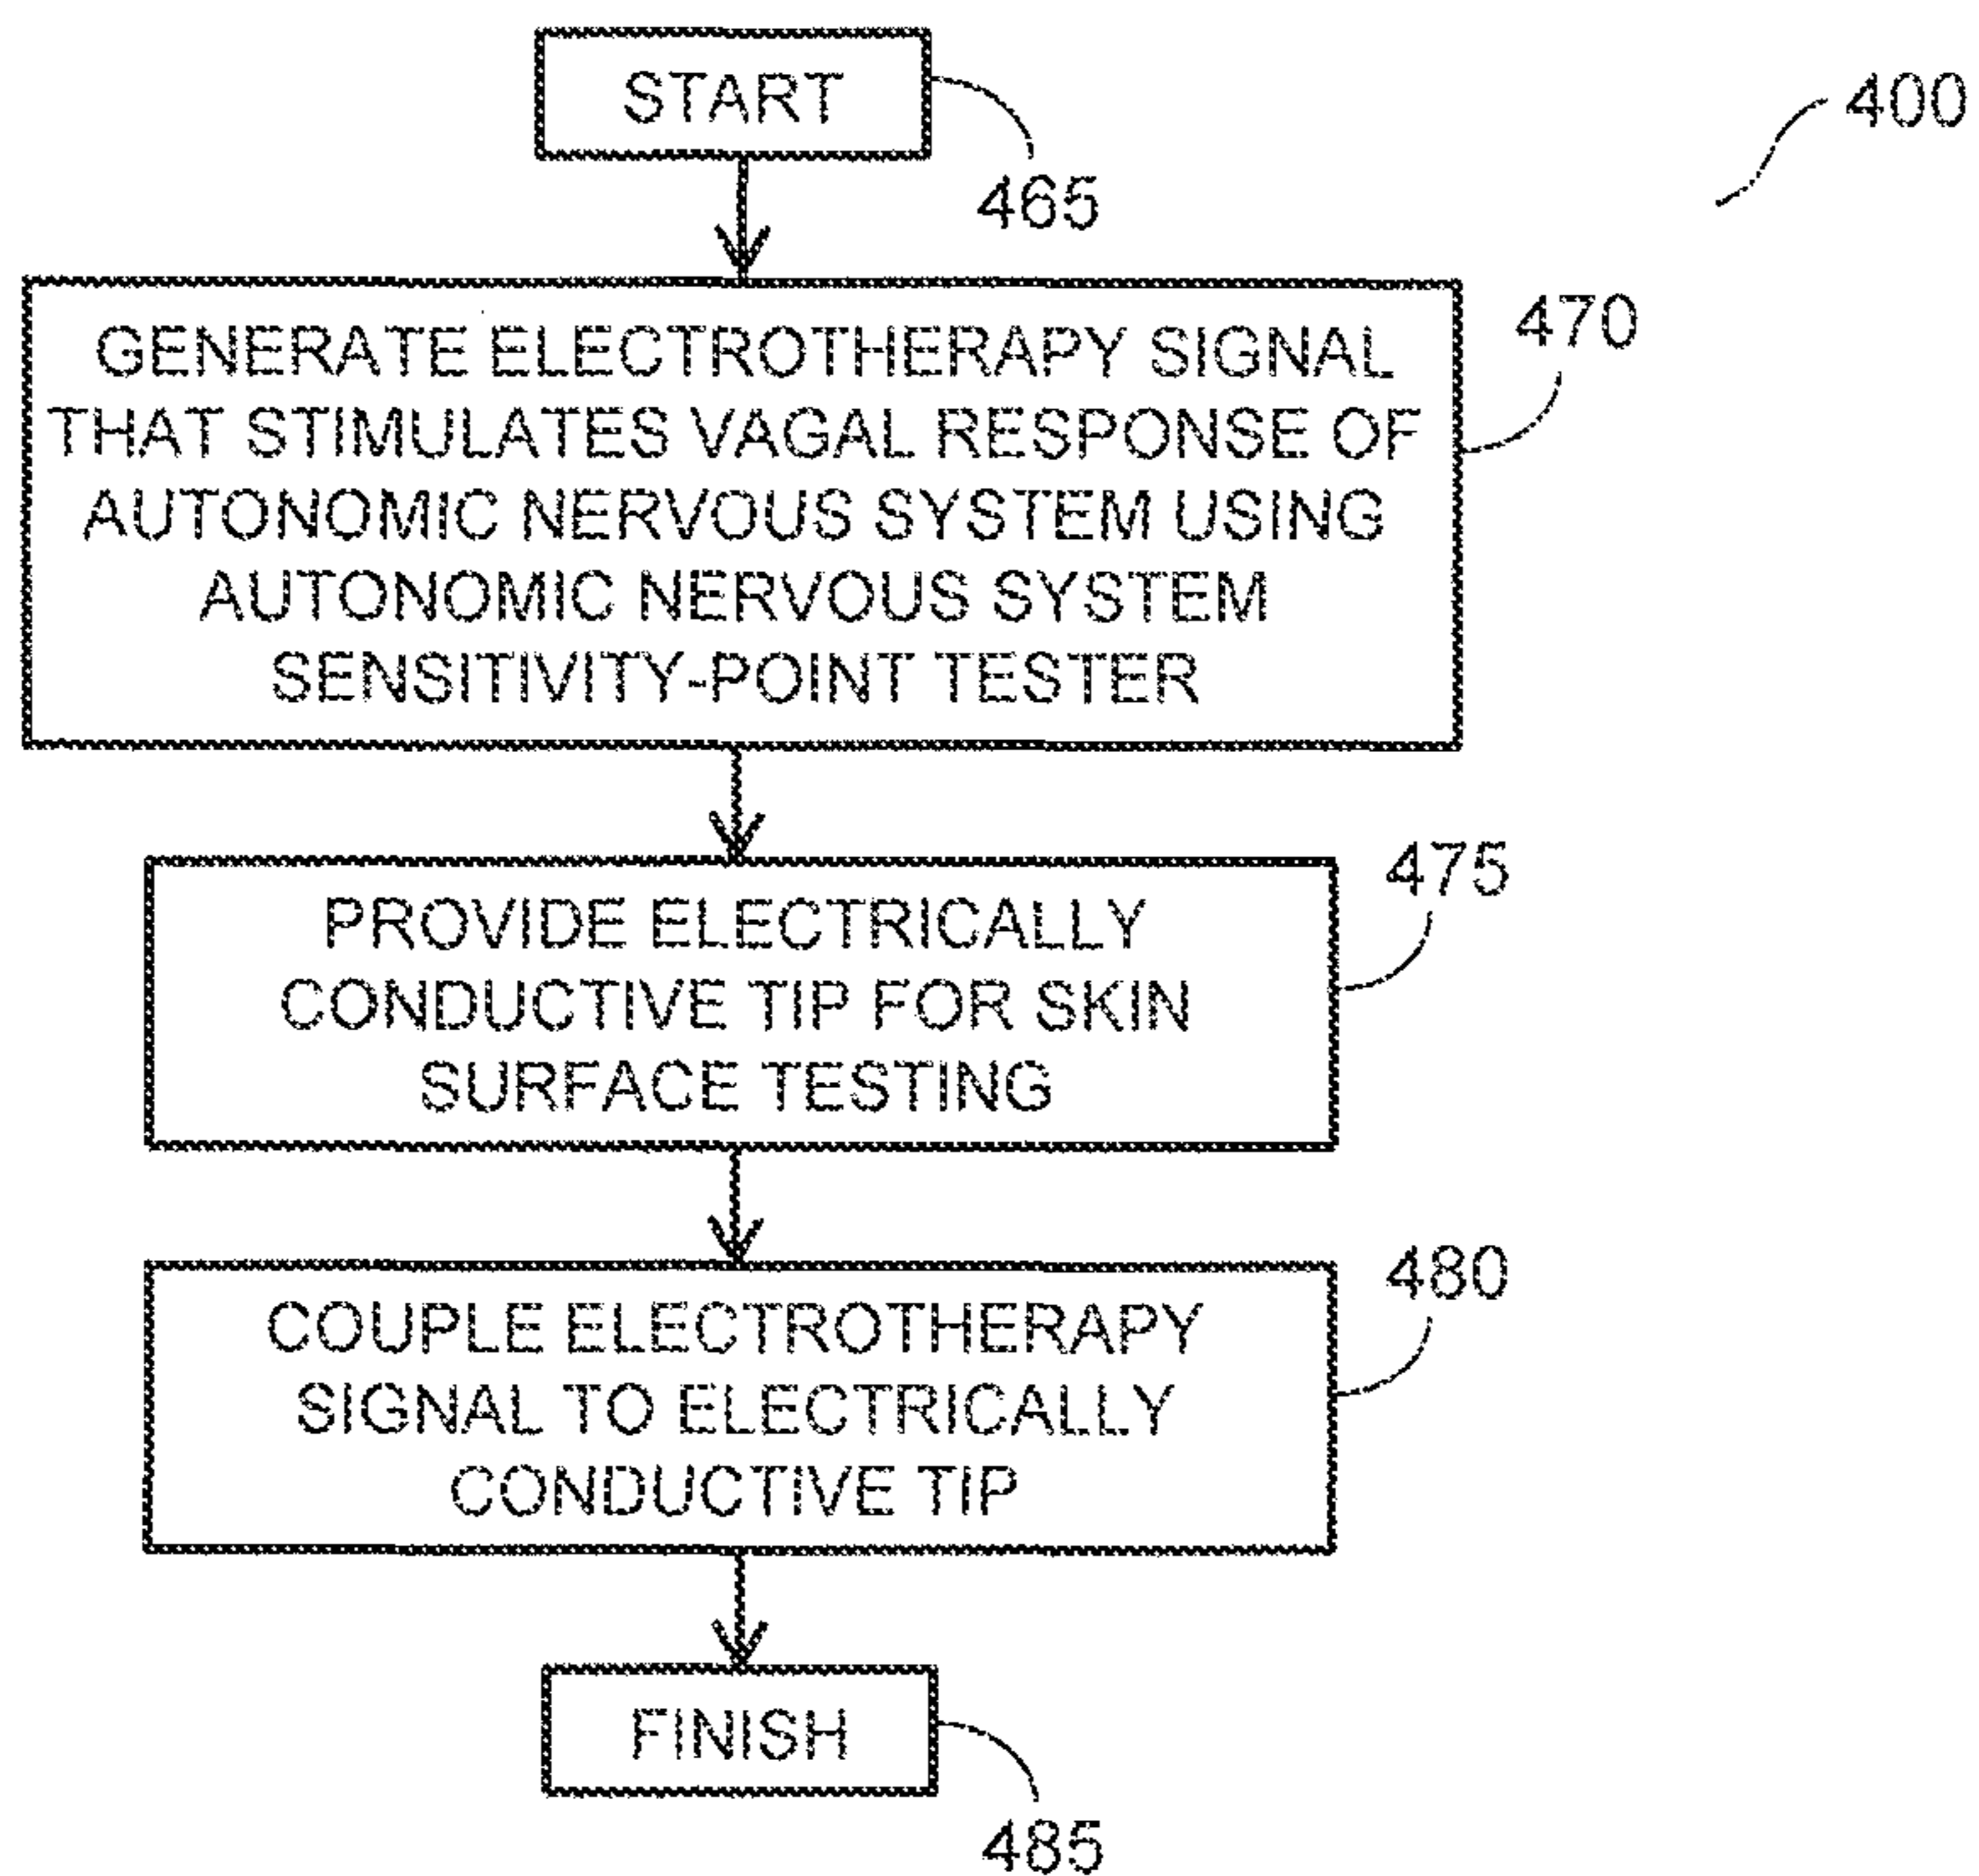 START
400
465
GENERATE ELECTROTHERAPY SIGNAL
THAT STIMULATES VAGAL RESPONSE OF
AUTONOMIC NERVOUS SYSTEM USING
AUTONOMIC NERVOUS SYSTEM
SENSITIVITY-POINT TESTER
470
PROVIDE ELECTRICALLY
CONDUCTIVE TIP FOR SKIN
SURFACE TESTING
475
COUPLE ELECTROTHERAPY
SIGNAL TO ELECTRICALLY
CONDUCTIVE TIP
480
FINISH
485